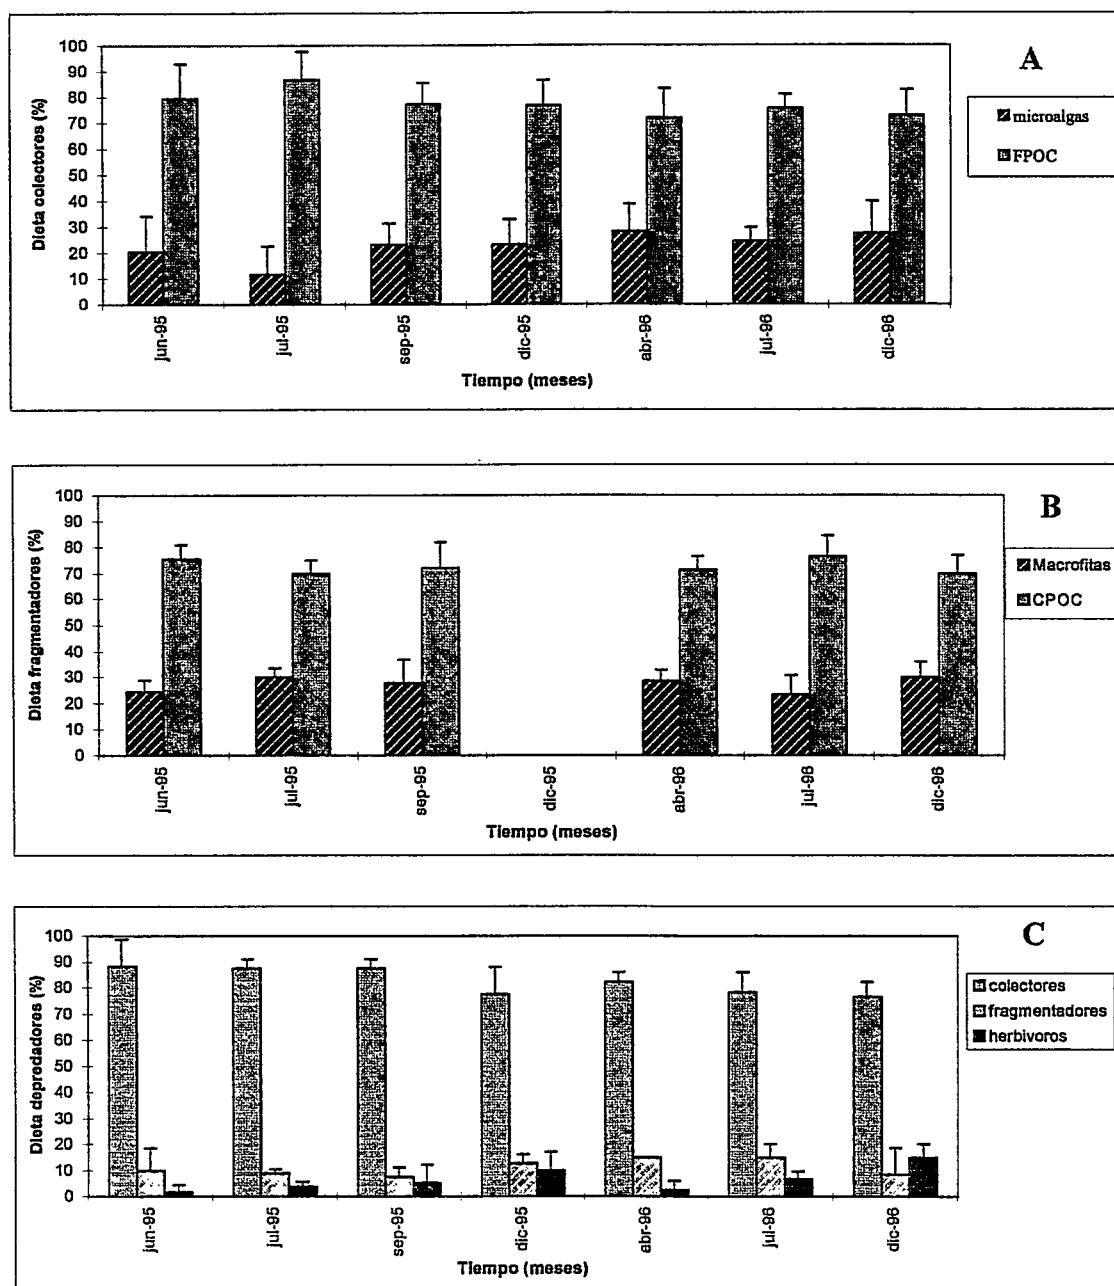 A
100
90
80
70
60
50
40
30
20
10
0
Dieta colectores (%)
microalgas
FPOC
jun-95 jul-95 sep-95 dic-95 abr-96 jul-96 dic-96
Tiempo (meses)
B
100
90
80
70
60
50
40
30
20
10
0
Dieta fragmentadores (%)
Macrofitas
CPOC
jun-95 jul-95 sep-95 dic-95 abr-96 jul-96 dic-96
Tiempo (meses)
C
100
90
80
70
60
50
40
30
20
10
0
Dieta depredadores (%)
colectores
fragmentadores
herbivoros
jun-95 jul-95 sep-95 dic-95 abr-96 jul-96 dic-96
Tiempo (meses)